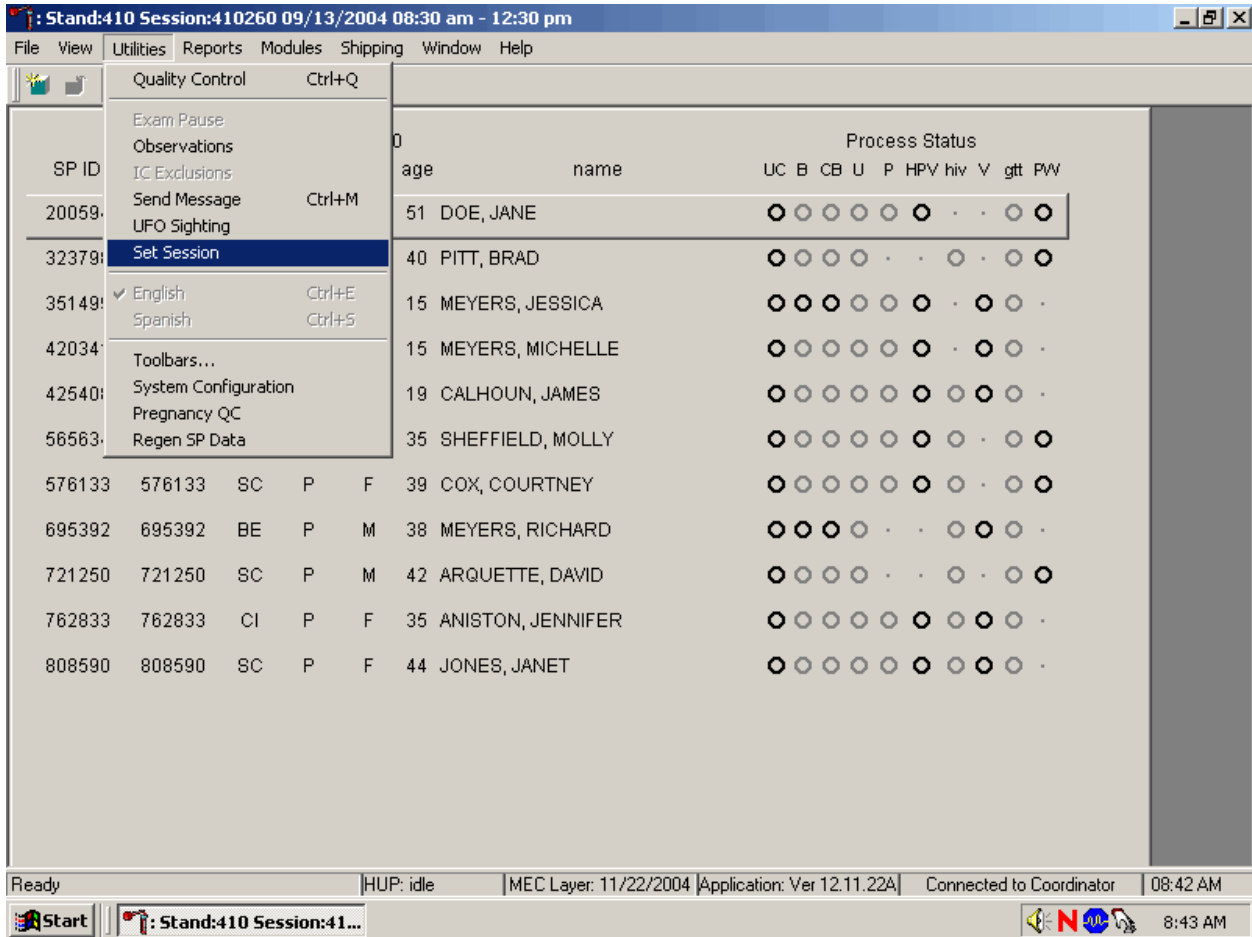 : Stand:410 Session:410260 09/13/2004 08:30 am - 12:30 pm
File View Utilities Reports Modules Shipping Window Help
Quality Control Ctrl+Q
Exam Pause
Observations
IC Exclusions
Send Message Ctrl+M
UFO Sighting
Set Session
English Ctrl+E
Spanish Ctrl+S
Toolbars...
System Configuration
Pregnancy QC
Regen SP Data
0 Process Status
SP ID age name UC B CB U P HPV hiv V gtt PW
20059 51 DOE, JANE
32379 40 PITT, BRAD
35149 15 MEYERS, JESSICA
42034 15 MEYERS, MICHELLE
42540 19 CALHOUN, JAMES
56563 35 SHEFFIELD, MOLLY
576133 576133 SC P F 39 COX, COURTNEY
695392 695392 BE P M 38 MEYERS, RICHARD
721250 721250 SC P M 42 ARQUETTE, DAVID
762833 762833 CI P F 35 ANISTON, JENNIFER
808590 808590 SC P F 44 JONES, JANET
Ready HUP: idle MEC Layer: 11/22/2004 Application: Ver 12.11.22A Connected to Coordinator 08:42 AM
Start : Stand:410 Session:41... N 8:43 AM